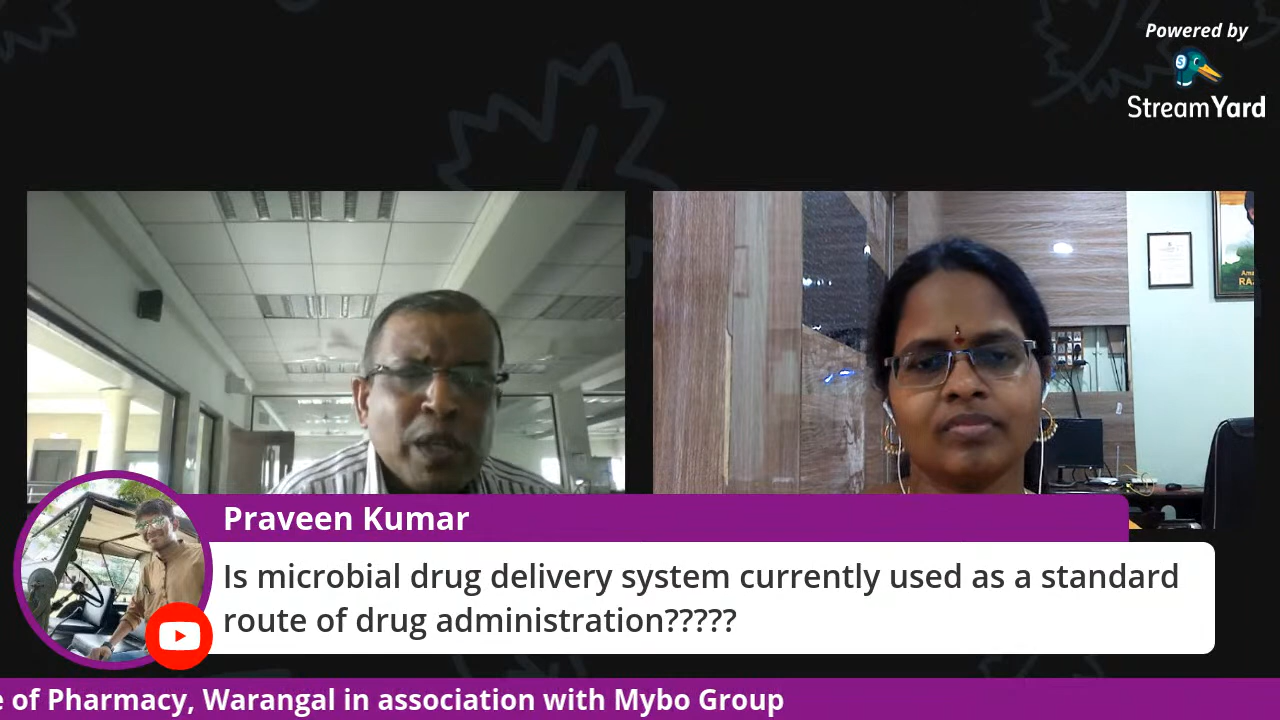 Powered by
StreamYard
Praveen Kumar
Is microbial drug delivery system currently used as a standard
route of drug administration?????
of Pharmacy, Warangal in association with Mybo Group